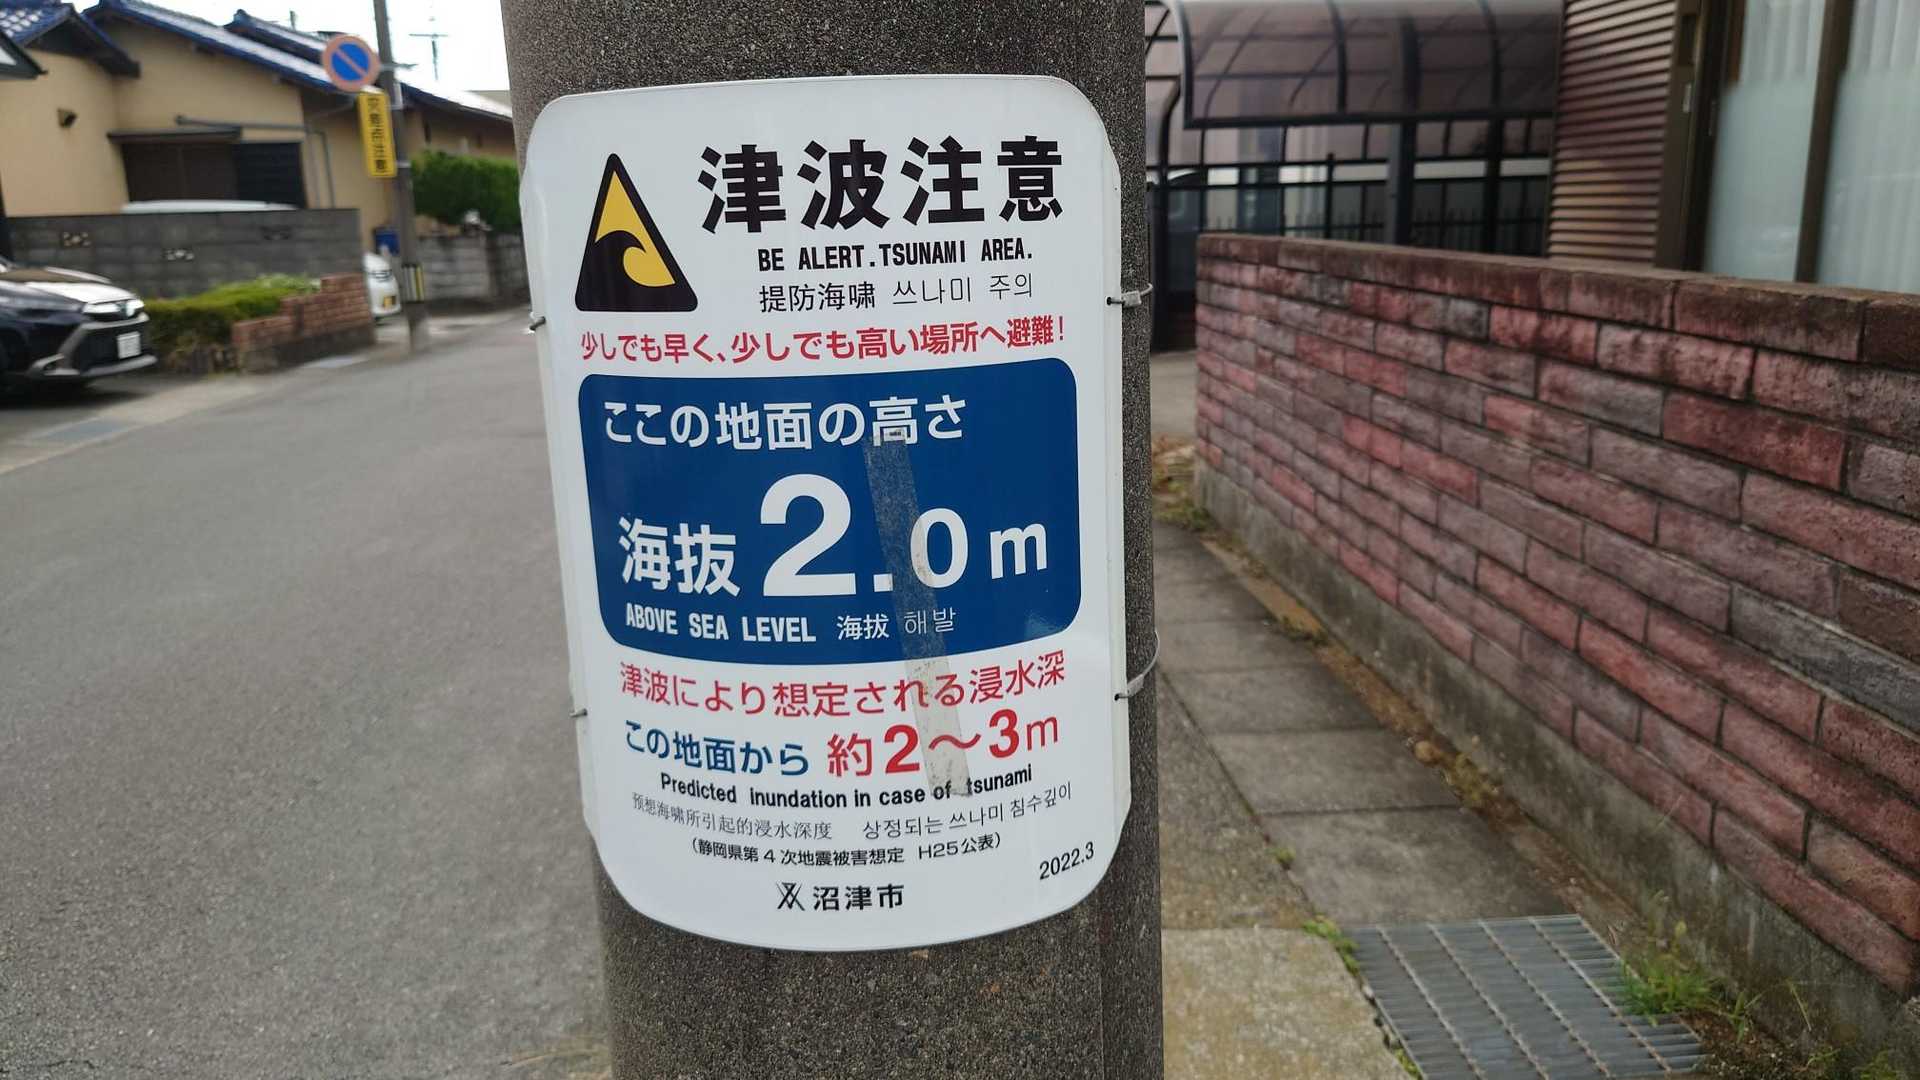 津波注意
BE ALERT.TSUNAMI AREA.
提防海啸 쓰나미 주의
少しでも早く、少しでも高い場所へ避難!
ここの地面の高さ
海抜 2.0m
ABOVE SEA LEVEL 海拔 해발
津波により想定される浸水深
この地面から 約2～3m
Predicted inundation in case of tsunami
预想海啸所引起的浸水深度 상정되는 쓰나미 침수깊이
(静岡県第4次地震被害想定 H25公表)
2022.3
沼津市
交差点注意